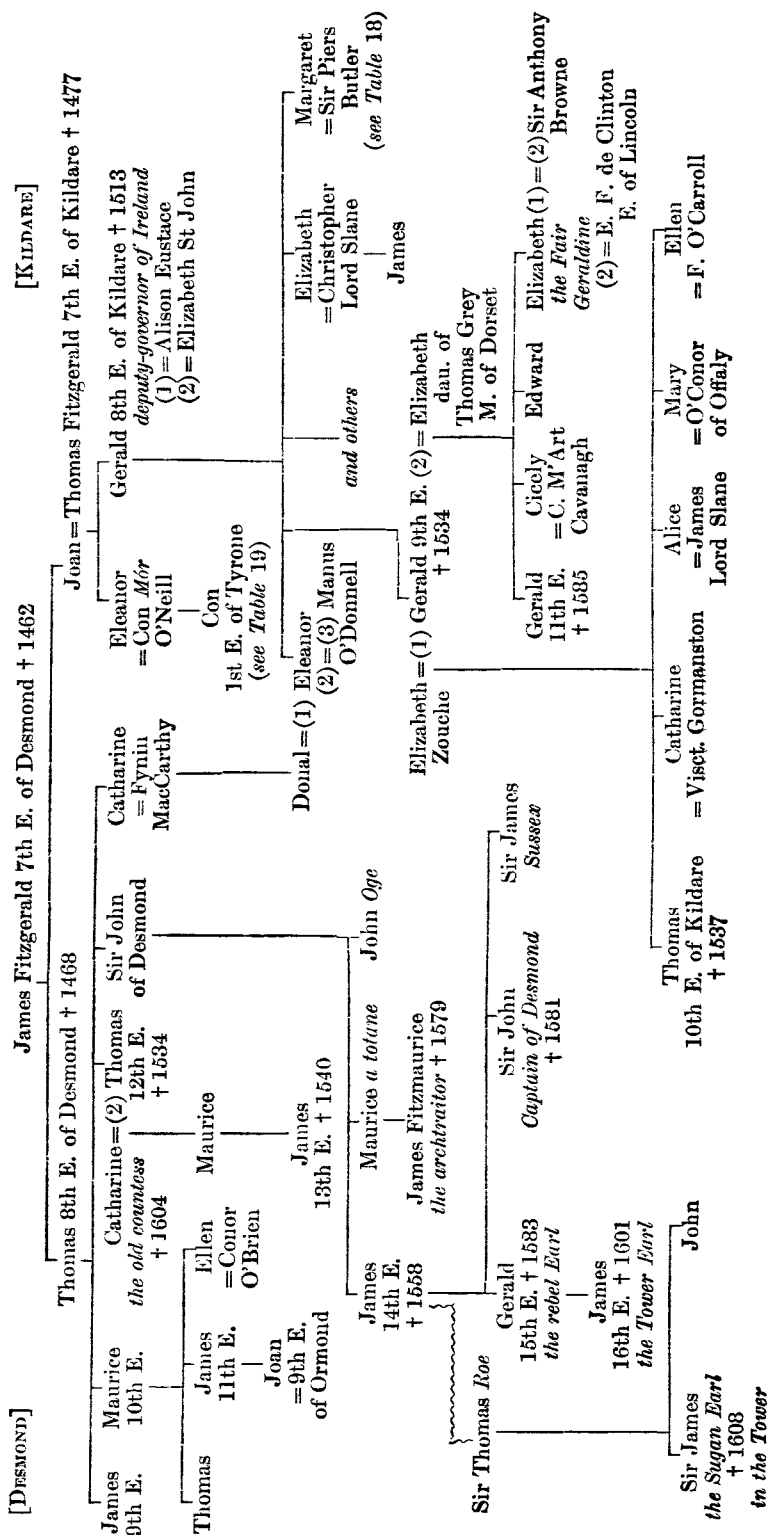 [Desmond]
[Kildare]
James Fitzgerald 7th E. of Desmond † 1462
Thomas 8th E. of Desmond † 1468
Joan = Thomas Fitzgerald 7th E. of Kildare † 1477
James
9th E.
Maurice
10th E.
Catharine = (2) Thomas
the old countess
† 1604
12th E.
† 1534
Sir John
of Desmond
Catharine
= Fyniu
MacCarthy
Eleanor
= Con Mór
O'Neill
Gerald 8th E. of Kildare † 1513
deputy-governor of Ireland
(1) = Alison Eustace
(2) = Elizabeth St John
Thomas
James
11th E.
Ellen
= Conor
O'Brien
Joan
= 9th E.
of Ormond
Maurice
James
13th E. † 1540
Con
1st E. of Tyrone
(see Table 19)
Donal = (1) Eleanor
(2) = (3) Manus
O'Donnell
and others
Elizabeth
= Christopher
Lord Slane
James
Margaret
= Sir Piers
Butler
(see Table 18)
James
14th E.
† 1558
Maurice a totane
John Oge
James Fitzmaurice
the archtraitor † 1579
Elizabeth = (1) Gerald 9th E. (2) = Elizabeth
Zouche
† 1534
dau. of
Thomas Grey
M. of Dorset
Sir Thomas Roe
Gerald
15th E. † 1583
the rebel Earl
Sir John
Captain of Desmond
† 1581
Sir James
Sussex
Gerald
11th E.
† 1585
Cicely
= C. M'Art
Cavanagh
Edward
Elizabeth (1) = (2) Sir Anthony
the Fair
Geraldine
Browne
(2) = E. F. de Clinton
E. of Lincoln
James
16th E. † 1601
the Tower Earl
Sir James
the Sugan Earl
† 1608
in the Tower
John
Thomas
10th E. of Kildare
† 1537
Catharine
= Visct. Gormanston
Alice
= James
Lord Slane
Mary
= O'Conor
of Offaly
Ellen
= F. O'Carroll